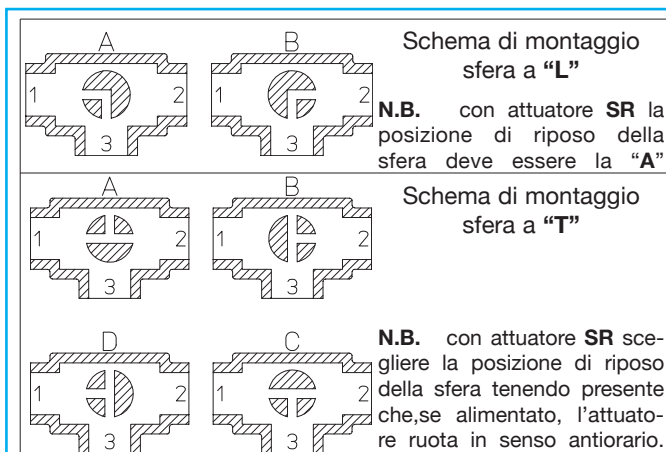 A B
1 2 1 2
3 3
Schema di montaggio
sfera a “L”
N.B. con attuatore SR la
posizione di riposo della
sfera deve essere la “A”
A B
1 2 1 2
3 3
Schema di montaggio
sfera a “T”
D C
1 2 1 2
3 3
N.B. con attuatore SR sce-
gliere la posizione di riposo
della sfera tenendo presente
che,se alimentato, l’attuato-
re ruota in senso antiorario.